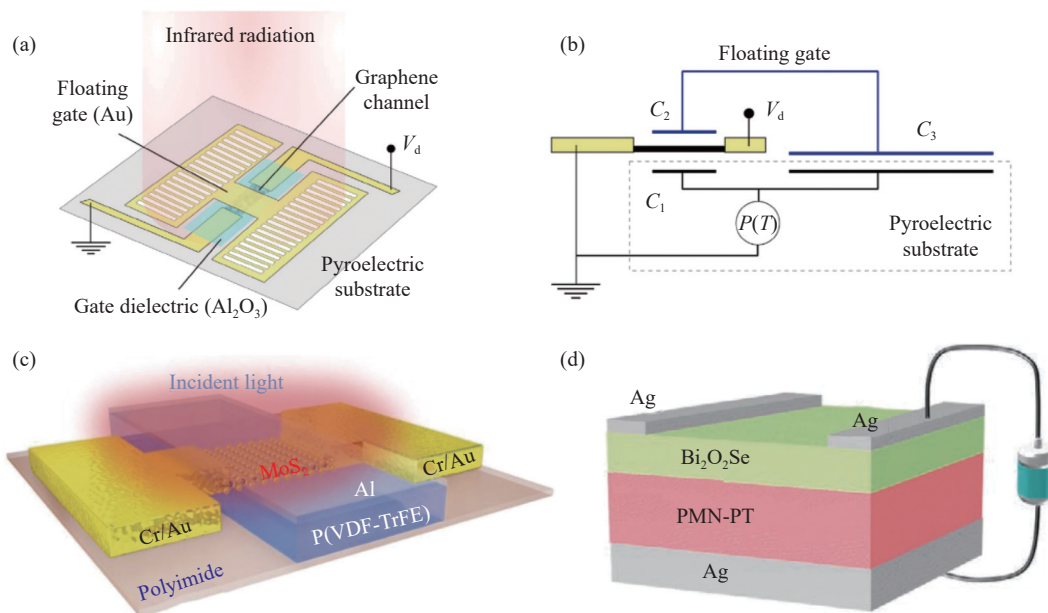 (a)
Infrared radiation
Floating
gate (Au)
Graphene
channel
V_d
Pyroelectric
substrate
Gate dielectric (Al₂O₃)
(b)
Floating gate
C₂
V_d
C₃
C₁
P(T)
Pyroelectric
substrate
(c)
Incident light
MoS₂
Cr/Au
Al
Cr/Au
P(VDF-TrFE)
Polyimide
(d)
Ag
Ag
Bi₂O₂Se
PMN-PT
Ag